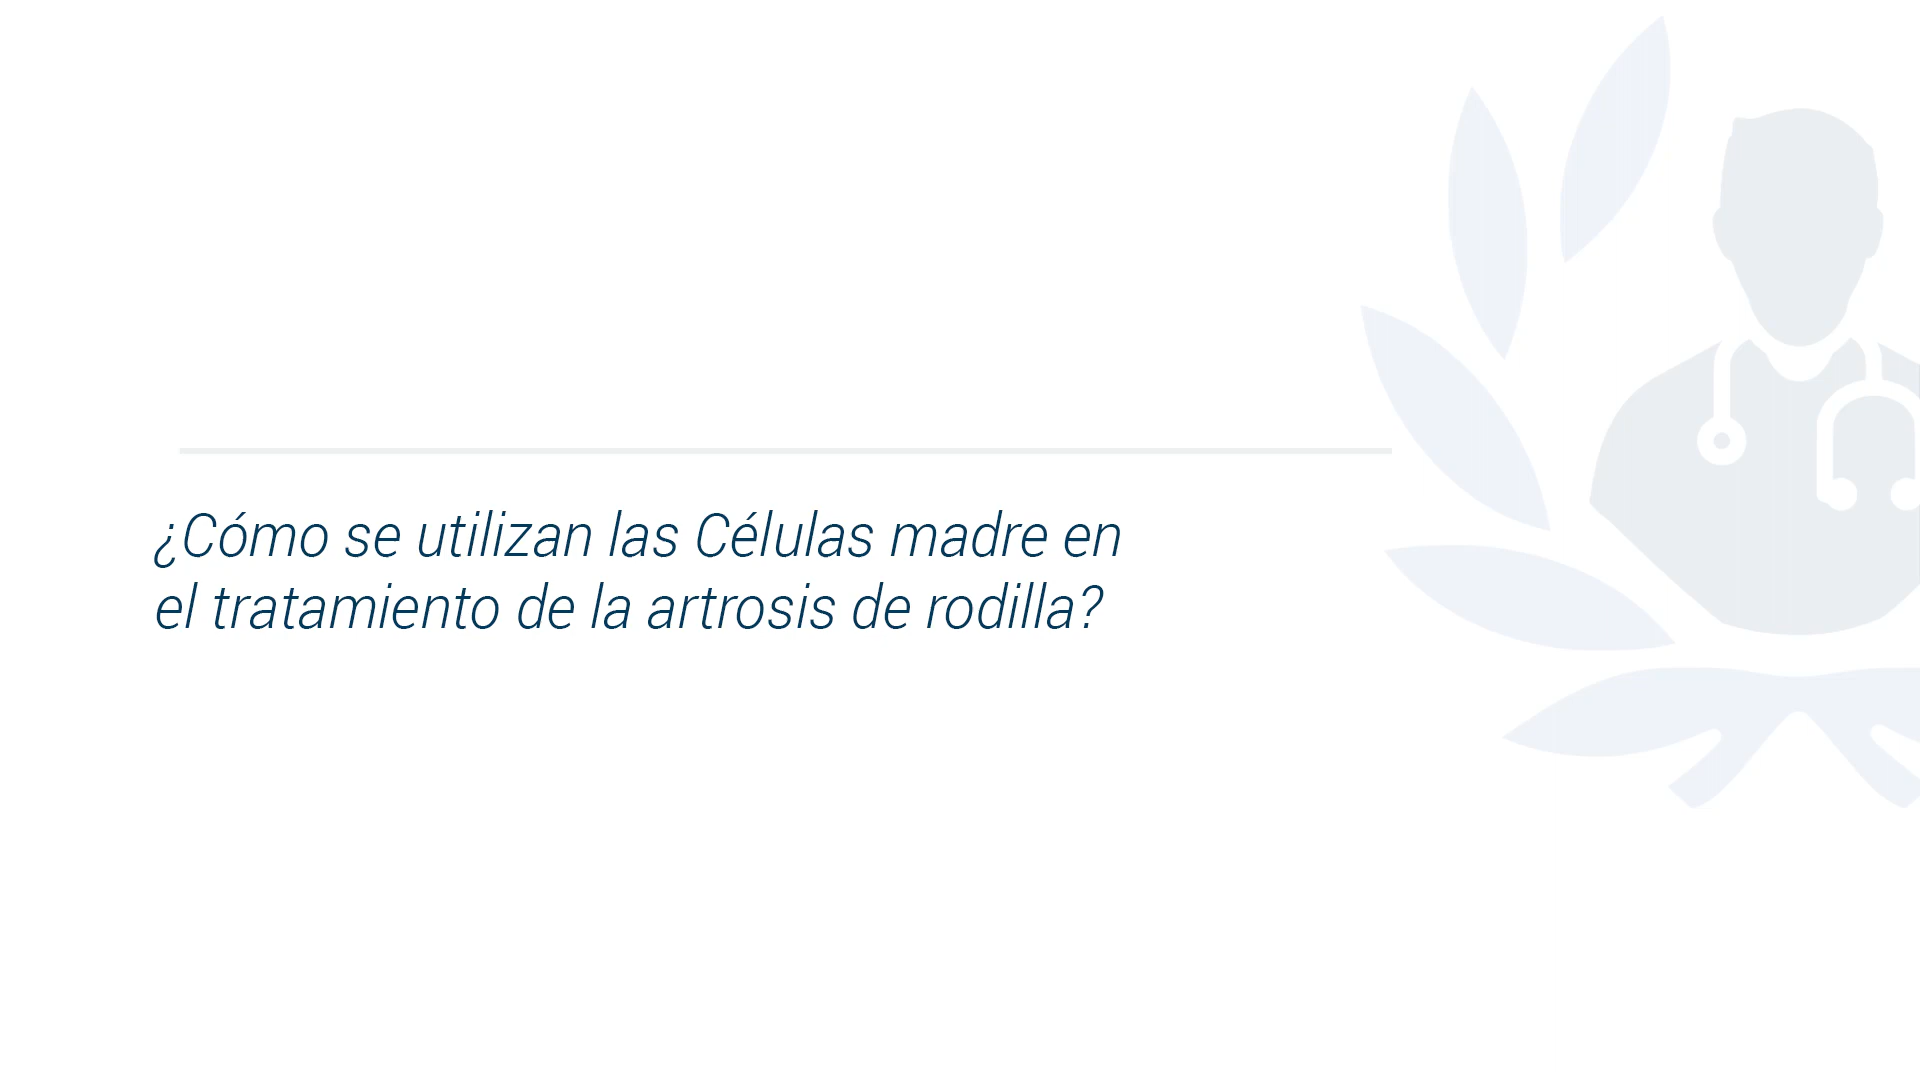 ¿Cómo se utilizan las Células madre en
el tratamiento de la artrosis de rodilla?